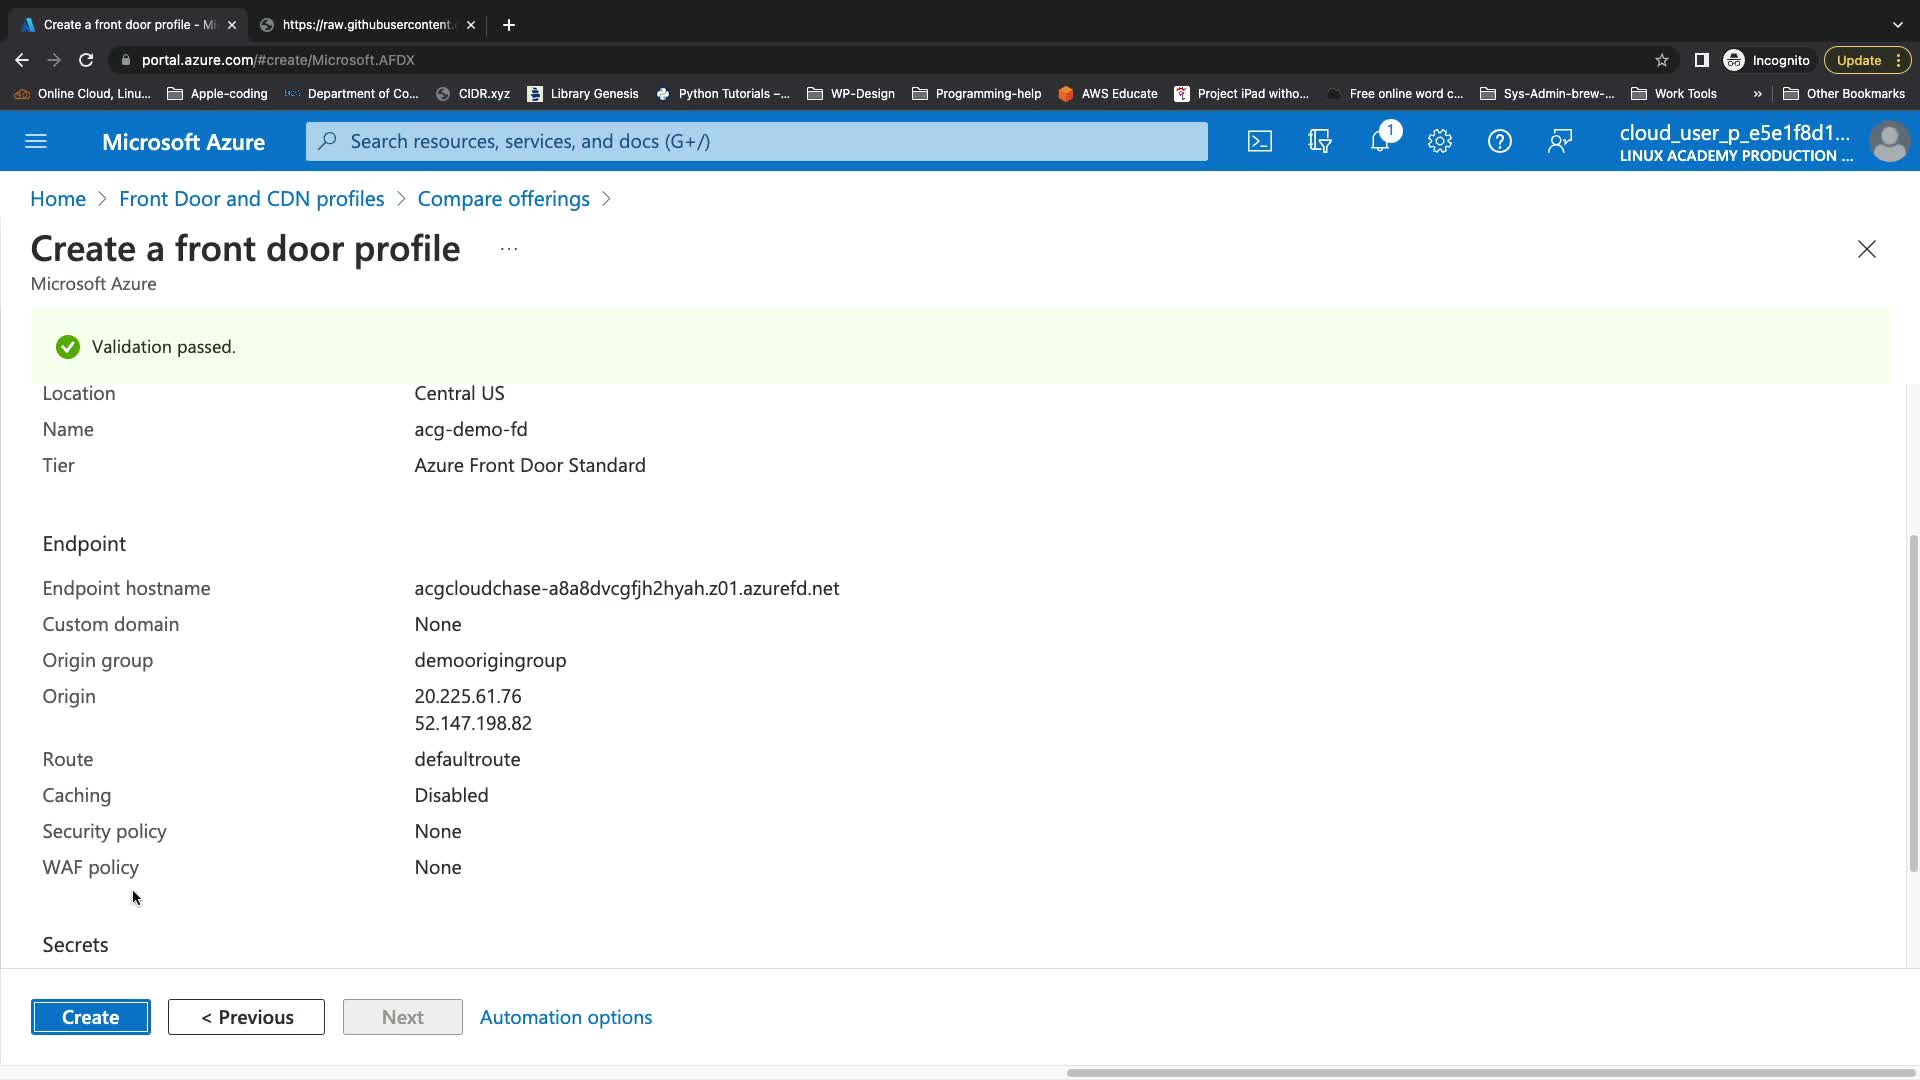 Create a front door profile - Mi
https://raw.githubusercontent.
portal.azure.com/#create/Microsoft.AFDX
Incognito
Update
Online Cloud, Linu...
Apple-coding
Department of Co...
CIDR.xyz
Library Genesis
Python Tutorials –...
WP-Design
Programming-help
AWS Educate
Project iPad witho...
Free online word c...
Sys-Admin-brew-...
Work Tools
»
Other Bookmarks
Microsoft Azure
Search resources, services, and docs (G+/)
1
cloud_user_p_e5e1f8d1...
LINUX ACADEMY PRODUCTION ...
Home > Front Door and CDN profiles > Compare offerings >
Create a front door profile ...
Microsoft Azure
Validation passed.
Location Central US
Name acg-demo-fd
Tier Azure Front Door Standard
Endpoint
Endpoint hostname acgcloudchase-a8a8dvcgfjh2hyah.z01.azurefd.net
Custom domain None
Origin group demoorigingroup
Origin 20.225.61.76
52.147.198.82
Route defaultroute
Caching Disabled
Security policy None
WAF policy None
Secrets
Create
< Previous
Next
Automation options